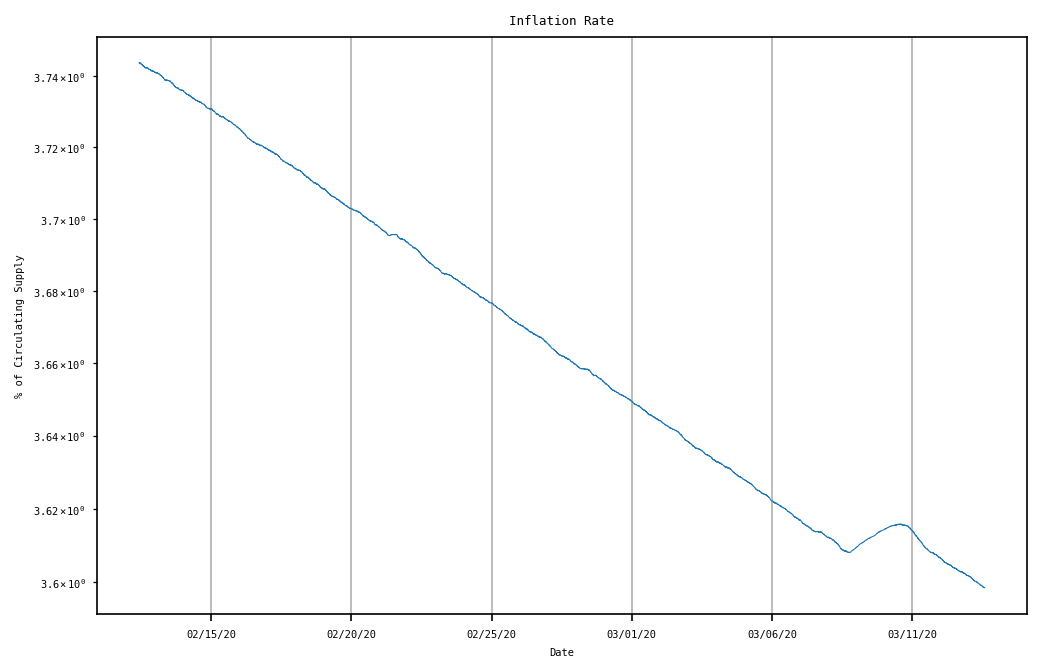 Inflation Rate
3.74×10⁰
3.72×10⁰
3.7×10⁰
3.68×10⁰
3.66×10⁰
3.64×10⁰
3.62×10⁰
3.6×10⁰
% of Circulating Supply
02/15/20 02/20/20 02/25/20 03/01/20 03/06/20 03/11/20
Date